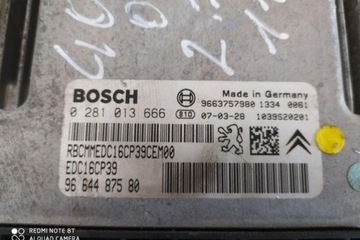 BOSCH
Made in Germany
9663757980 1334 0061
0 281 013 666 810 07-03-28 1039S20201
RBCMMEDC16CP39CEM00
EDC16CP39
96 644 875 80
REDMI NOTE 8T
AI QUAD CAMERA